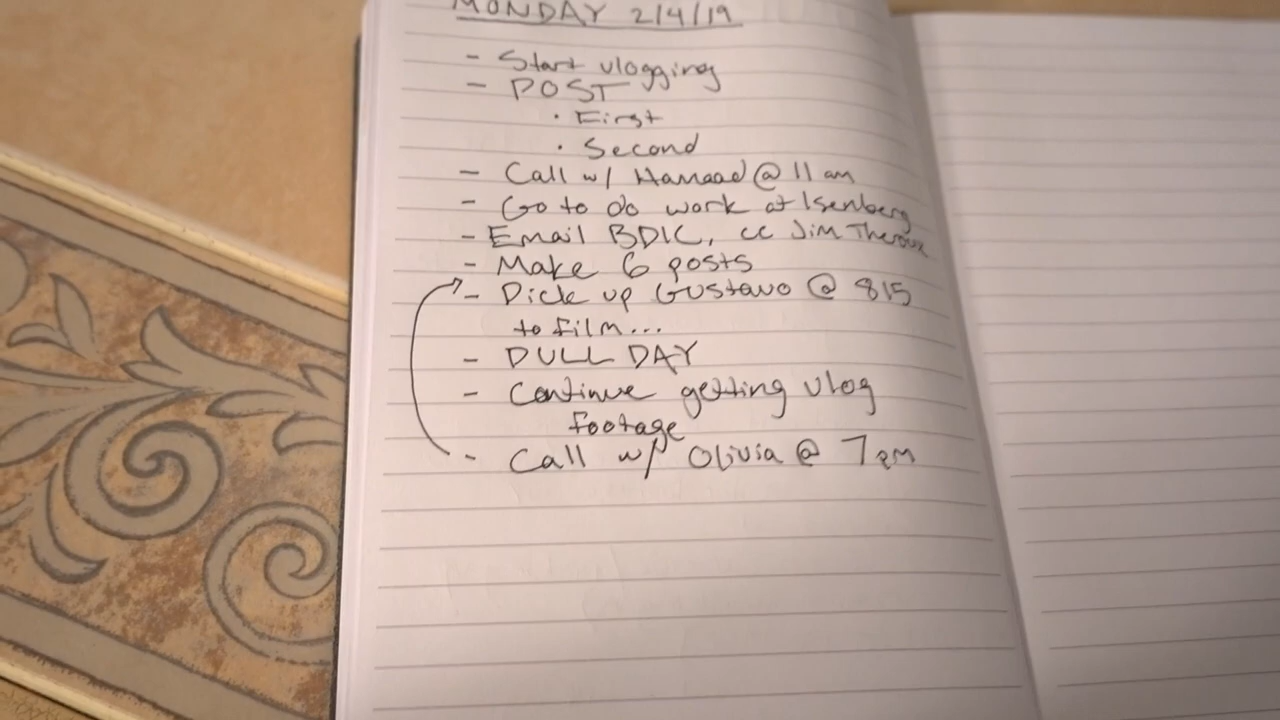 MONDAY 2/4/19
- Start vlogging
- POST
• First
• Second
- Call w/ Hamaad @ 11 am
- Go to do work at Isenberg
- Email BDIC, cc Jim Theroux
- Make 6 posts
- Pick up Gustavo @ 815
to film...
- DULL DAY
- Continue getting vlog
footage
- Call w/ Olivia @ 7pm